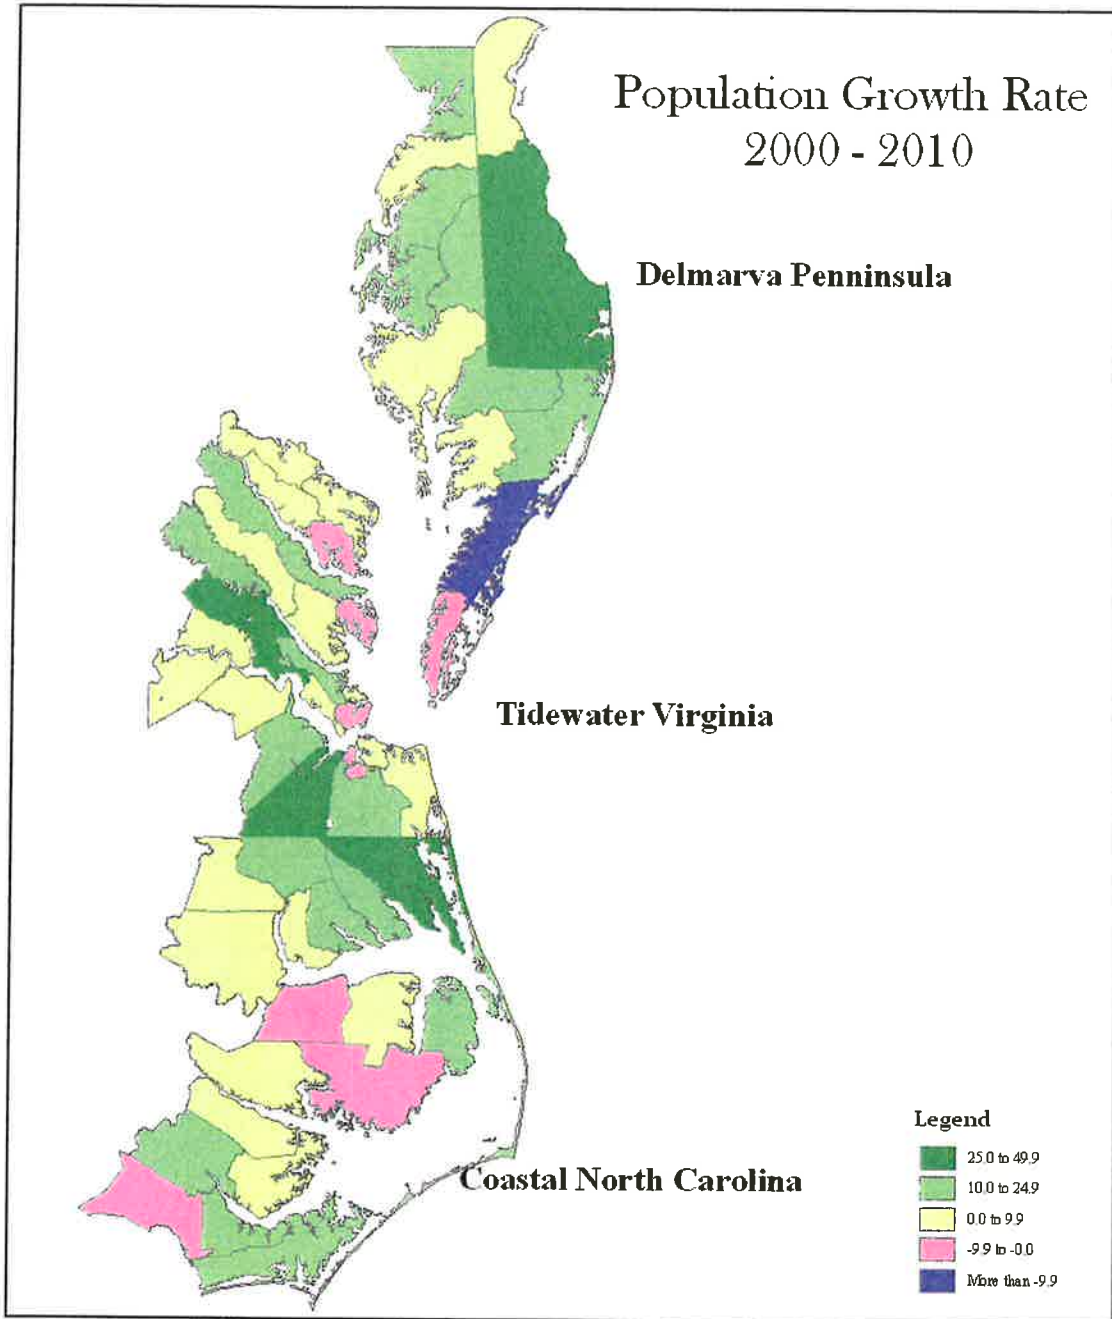 Population Growth Rate
2000 - 2010
Delmarva Penninsula
Tidewater Virginia
Coastal North Carolina
Legend
25.0 to 49.9
10.0 to 24.9
0.0 to 9.9
-9.9 to -0.0
More than -9.9